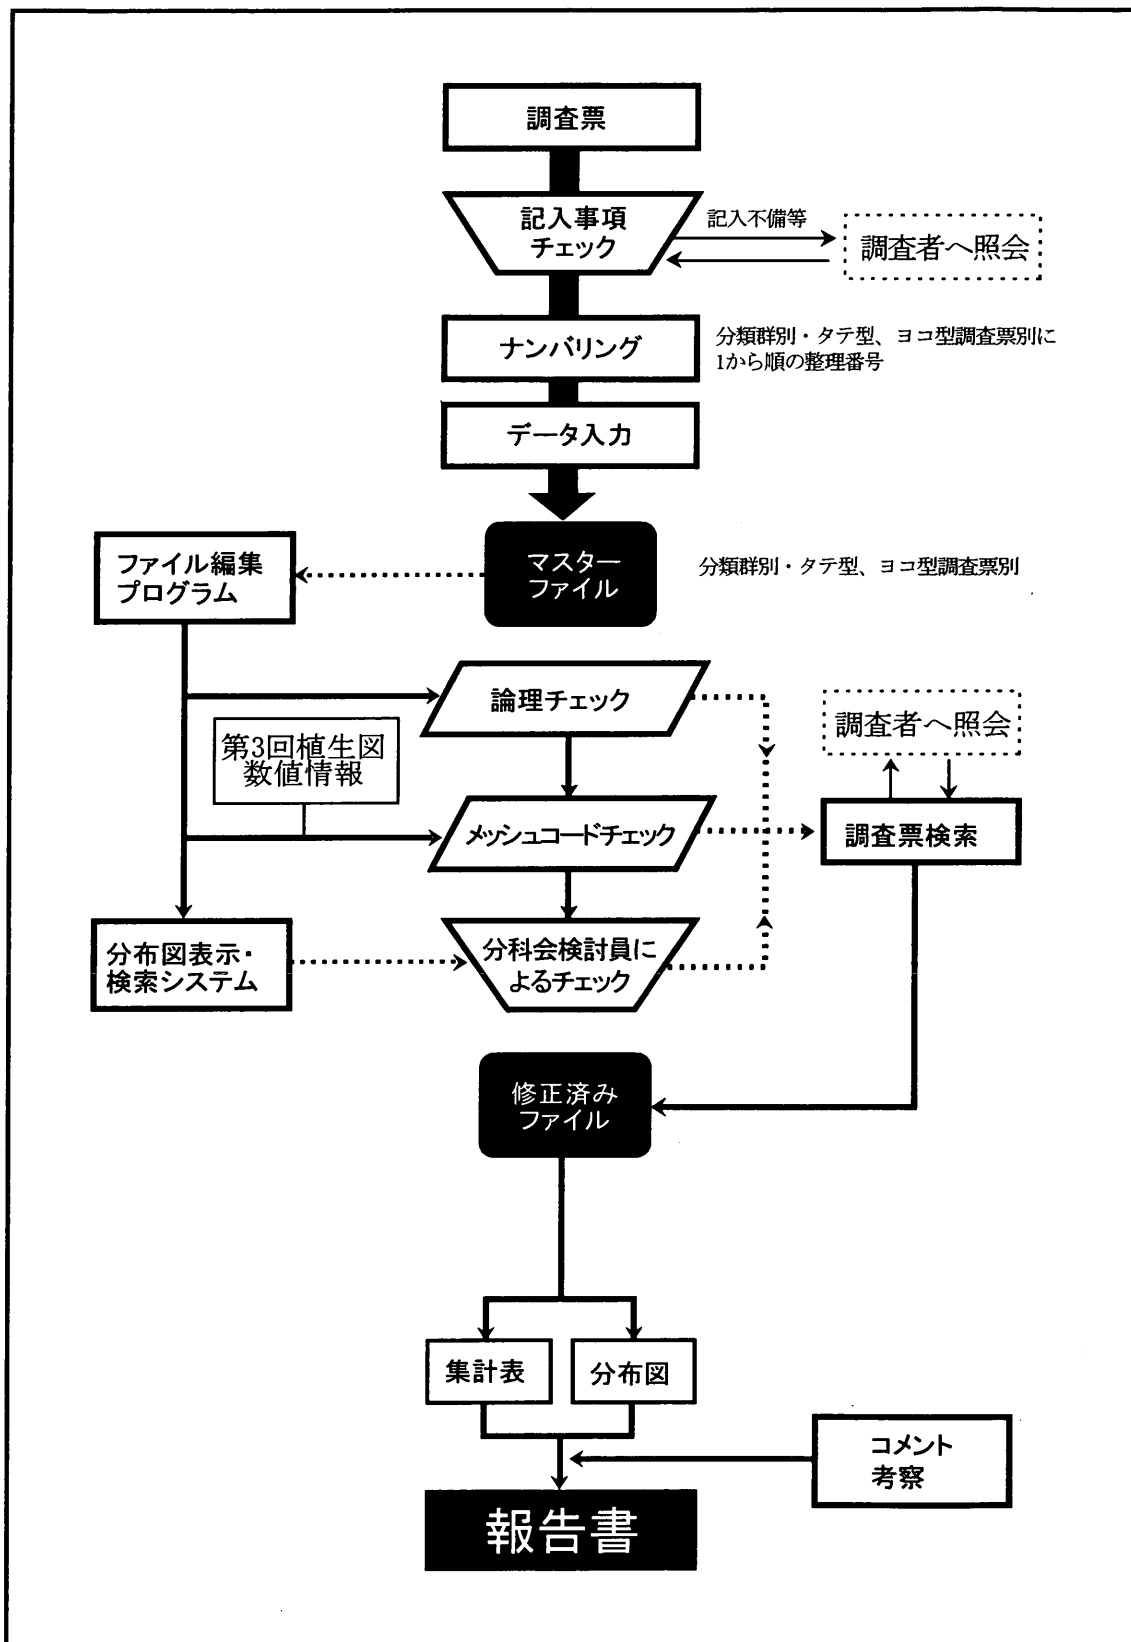 調査票
記入事項
チェック
記入不備等
調査者へ照会
ナンバリング
分類群別・タテ型、ヨコ型調査票別に
1から順の整理番号
データ入力
マスター
ファイル
分類群別・タテ型、ヨコ型調査票別
ファイル編集
プログラム
論理チェック
調査者へ照会
第3回植生図
数値情報
メッシュコードチェック
調査票検索
分布図表示・
検索システム
分科会検討員に
よるチェック
修正済み
ファイル
集計表
分布図
コメント
考察
報告書